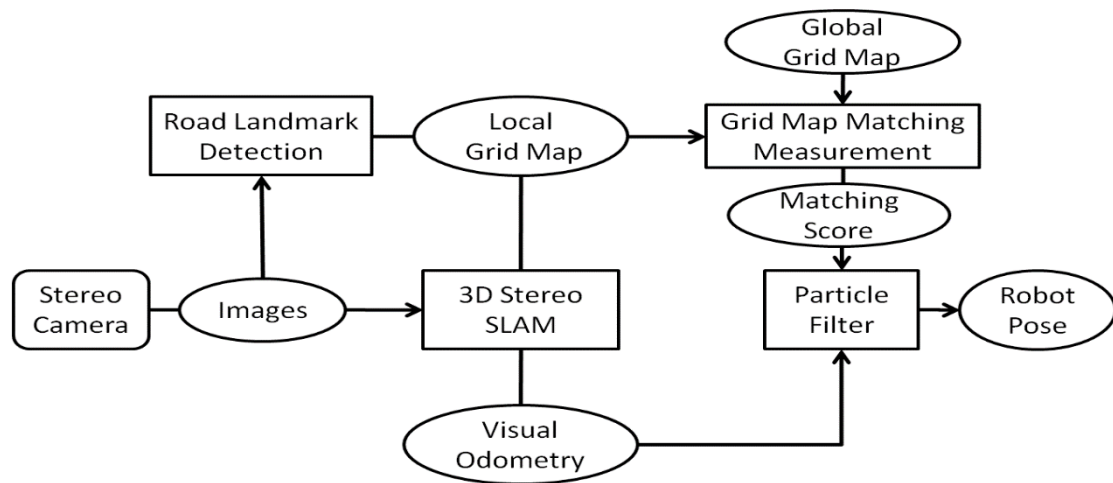 Global
Grid Map
Road Landmark
Detection
Local
Grid Map
Grid Map Matching
Measurement
Matching
Score
Stereo
Camera
Images
3D Stereo
SLAM
Particle
Filter
Robot
Pose
Visual
Odometry